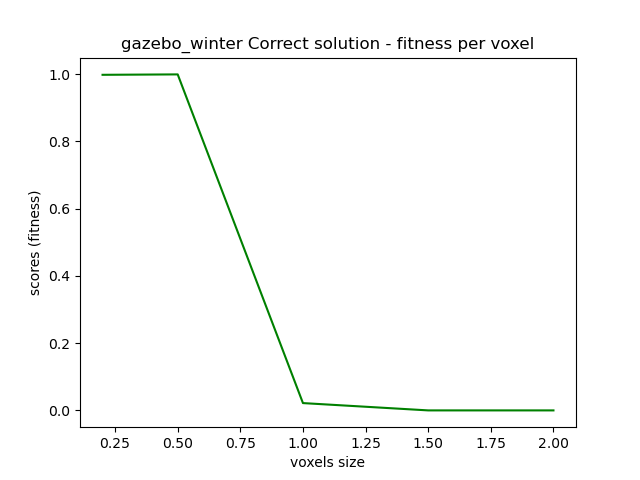 gazebo_winter Correct solution - fitness per voxel
scores (fitness)
1.0
0.8
0.6
0.4
0.2
0.0
0.25 0.50 0.75 1.00 1.25 1.50 1.75 2.00
voxels size